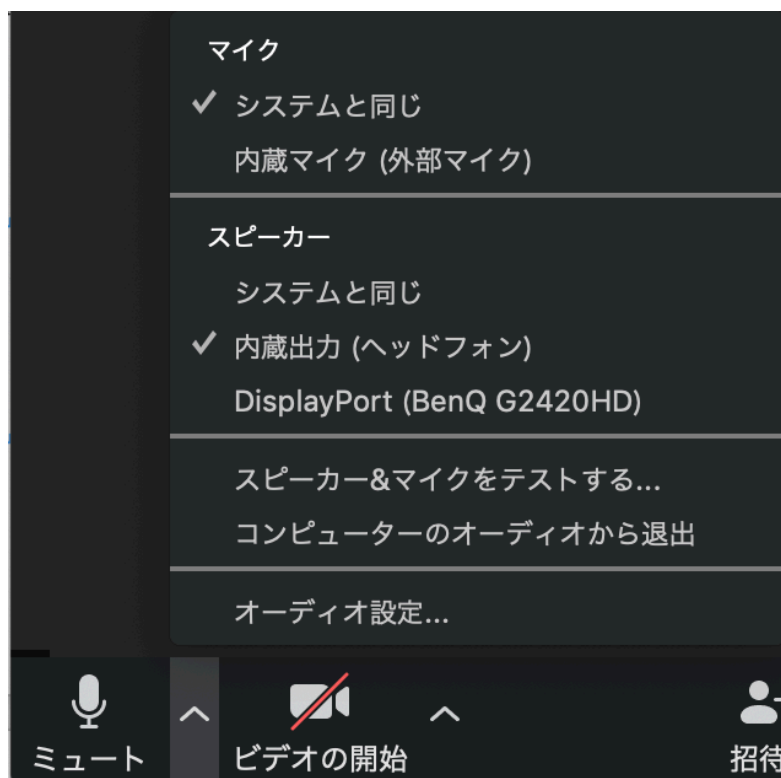 マイク
システムと同じ
内蔵マイク (外部マイク)
スピーカー
システムと同じ
内蔵出力 (ヘッドフォン)
DisplayPort (BenQ G2420HD)
スピーカー&マイクをテストする...
コンピューターのオーディオから退出
オーディオ設定...
ミュート
ビデオの開始
招待